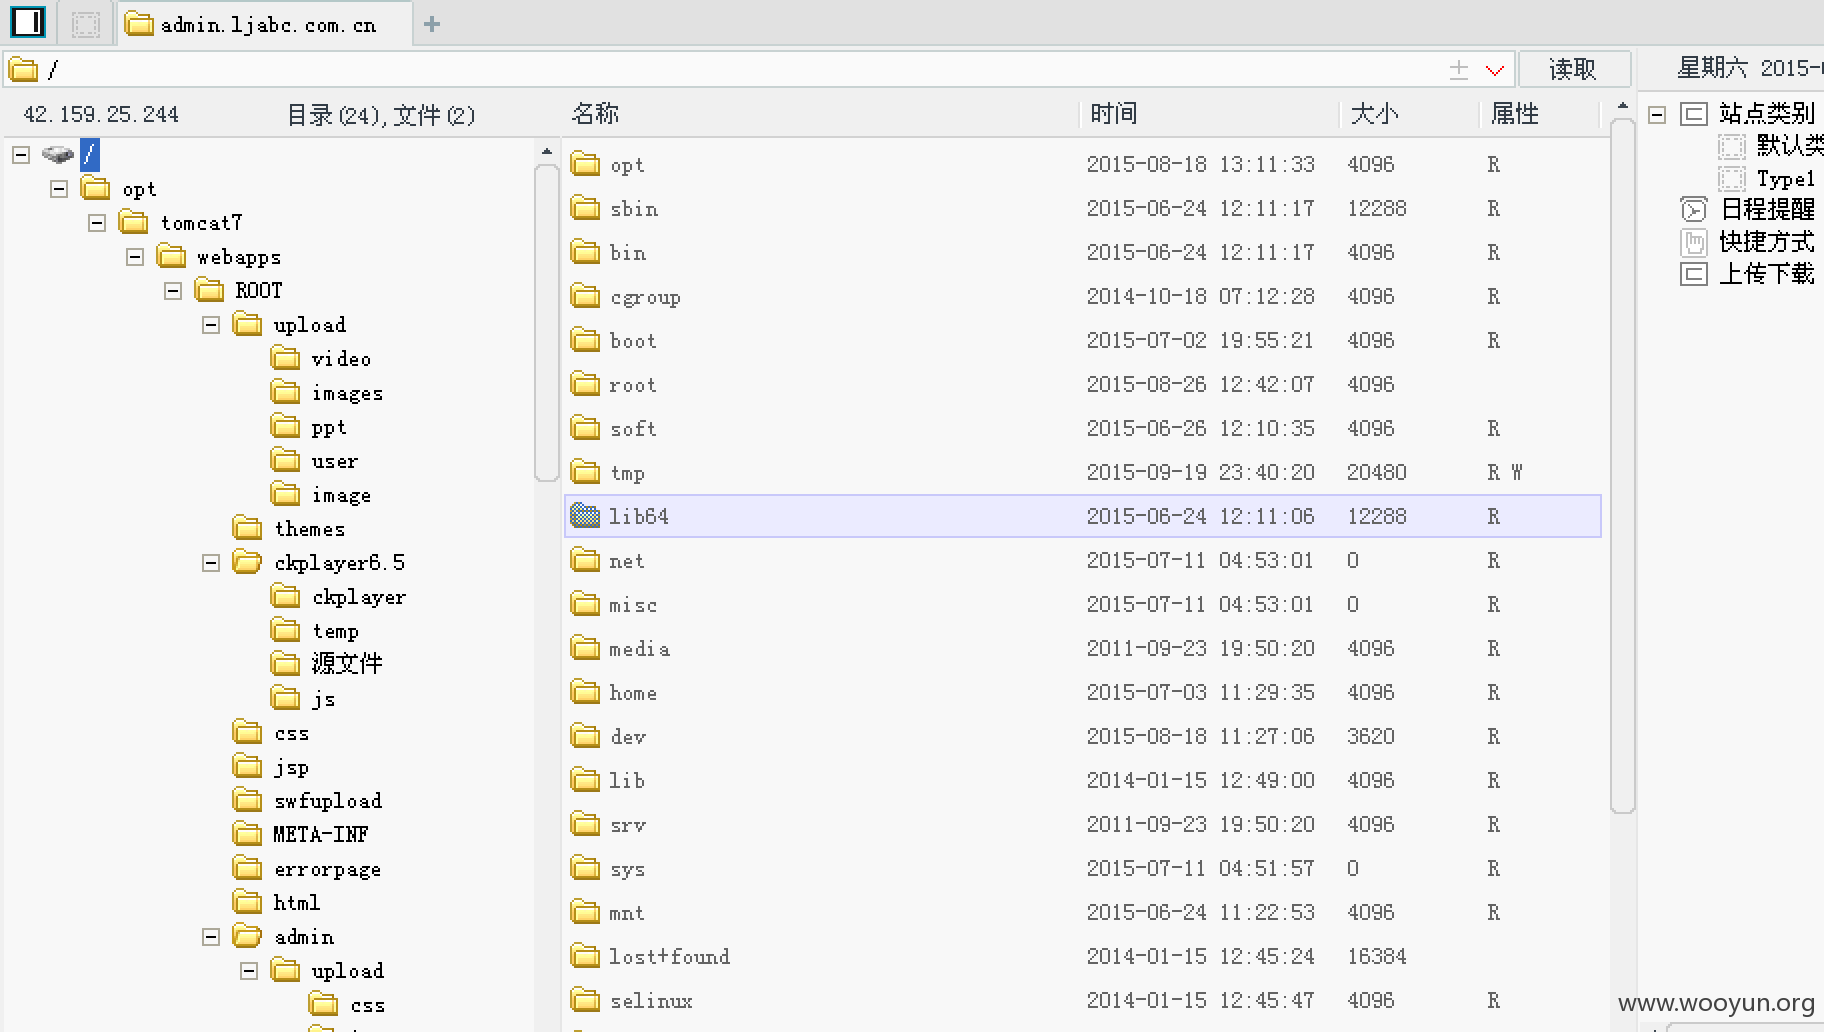 admin.ljabc.com.cn
/
读取
星期六 2015-
42.159.25.244 目录(24),文件(2)
名称 时间 大小 属性
/
opt
tomcat7
webapps
ROOT
upload
video
images
ppt
user
image
themes
ckplayer6.5
ckplayer
temp
源文件
js
css
jsp
swfupload
META-INF
errorpage
html
admin
upload
css
opt 2015-08-18 13:11:33 4096 R
sbin 2015-06-24 12:11:17 12288 R
bin 2015-06-24 12:11:17 4096 R
cgroup 2014-10-18 07:12:28 4096 R
boot 2015-07-02 19:55:21 4096 R
root 2015-08-26 12:42:07 4096
soft 2015-06-26 12:10:35 4096 R
tmp 2015-09-19 23:40:20 20480 R W
lib64 2015-06-24 12:11:06 12288 R
net 2015-07-11 04:53:01 0 R
misc 2015-07-11 04:53:01 0 R
media 2011-09-23 19:50:20 4096 R
home 2015-07-03 11:29:35 4096 R
dev 2015-08-18 11:27:06 3620 R
lib 2014-01-15 12:49:00 4096 R
srv 2011-09-23 19:50:20 4096 R
sys 2015-07-11 04:51:57 0 R
mnt 2015-06-24 11:22:53 4096 R
lost+found 2014-01-15 12:45:24 16384
selinux 2014-01-15 12:45:47 4096 R
站点类别
默认类
Type1
日程提醒
快捷方式
上传下载
www.wooyun.org